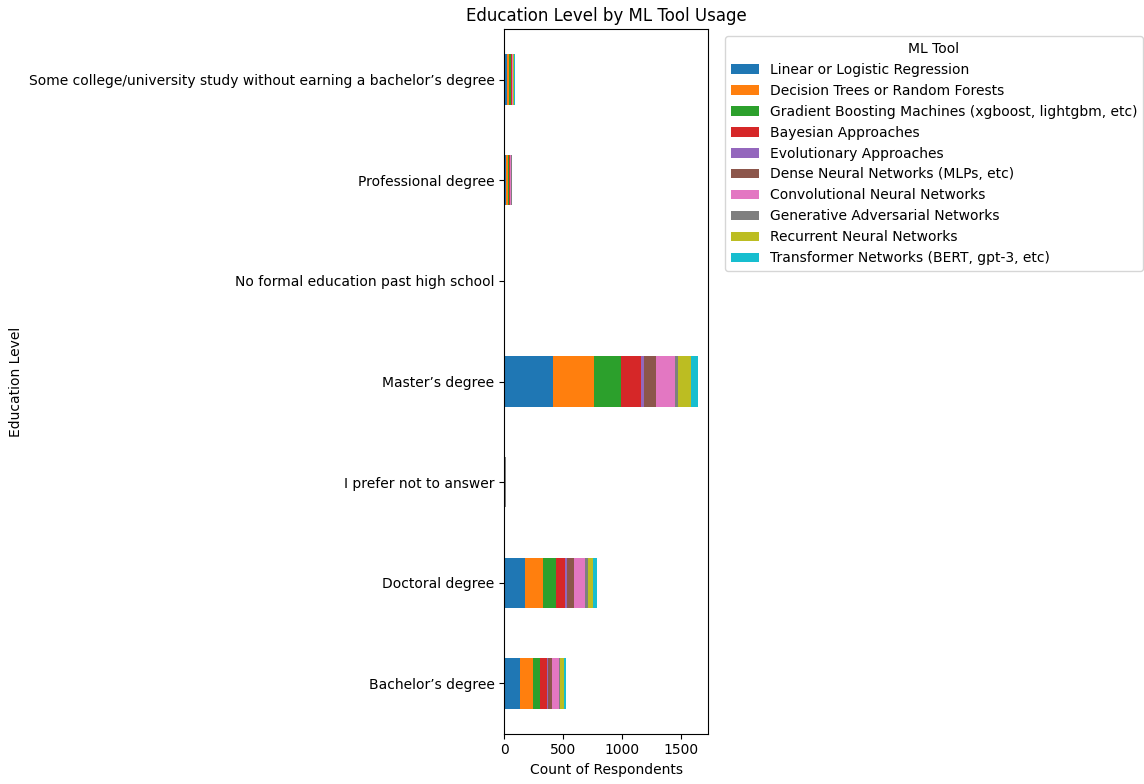 Education Level by ML Tool Usage
Education Level
Some college/university study without earning a bachelor’s degree
Professional degree
No formal education past high school
Master’s degree
I prefer not to answer
Doctoral degree
Bachelor’s degree
0 500 1000 1500
Count of Respondents
ML Tool
Linear or Logistic Regression
Decision Trees or Random Forests
Gradient Boosting Machines (xgboost, lightgbm, etc)
Bayesian Approaches
Evolutionary Approaches
Dense Neural Networks (MLPs, etc)
Convolutional Neural Networks
Generative Adversarial Networks
Recurrent Neural Networks
Transformer Networks (BERT, gpt-3, etc)